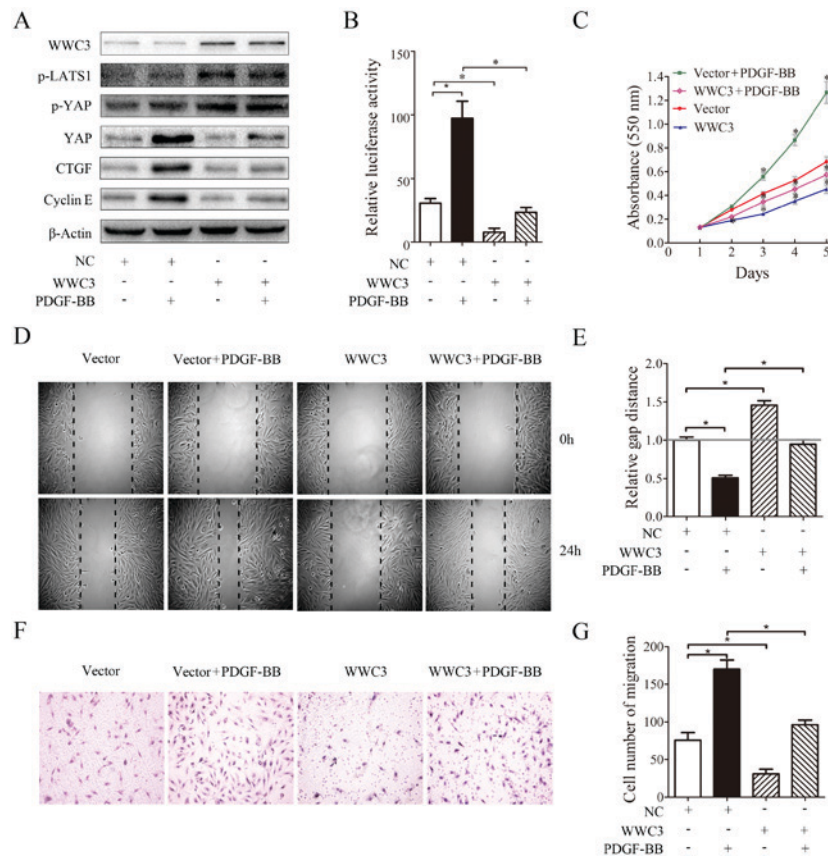 A
WWC3
p-LATS1
p-YAP
YAP
CTGF
Cyclin E
β-Actin
NC + + - -
WWC3 - - + +
PDGF-BB - + - +
B
Relative luciferase activity
150
100
50
0
* * *
NC + + - -
WWC3 - - + +
PDGF-BB - + - +
C
Absorbance (550 nm)
1.4
1.2
1.0
0.8
0.6
0.4
0.2
0.0
Vector+PDGF-BB
WWC3+PDGF-BB
Vector
WWC3
0 1 2 3 4 5
Days
D
Vector Vector+PDGF-BB WWC3 WWC3+PDGF-BB
0h
24h
E
Relative gap distance
2.0
1.5
1.0
0.5
0.0
* * *
NC + + - -
WWC3 - - + +
PDGF-BB - + - +
F
Vector Vector+PDGF-BB WWC3 WWC3+PDGF-BB
G
Cell number of migration
200
150
100
50
0
* * *
NC + + - -
WWC3 - - + +
PDGF-BB - + - +